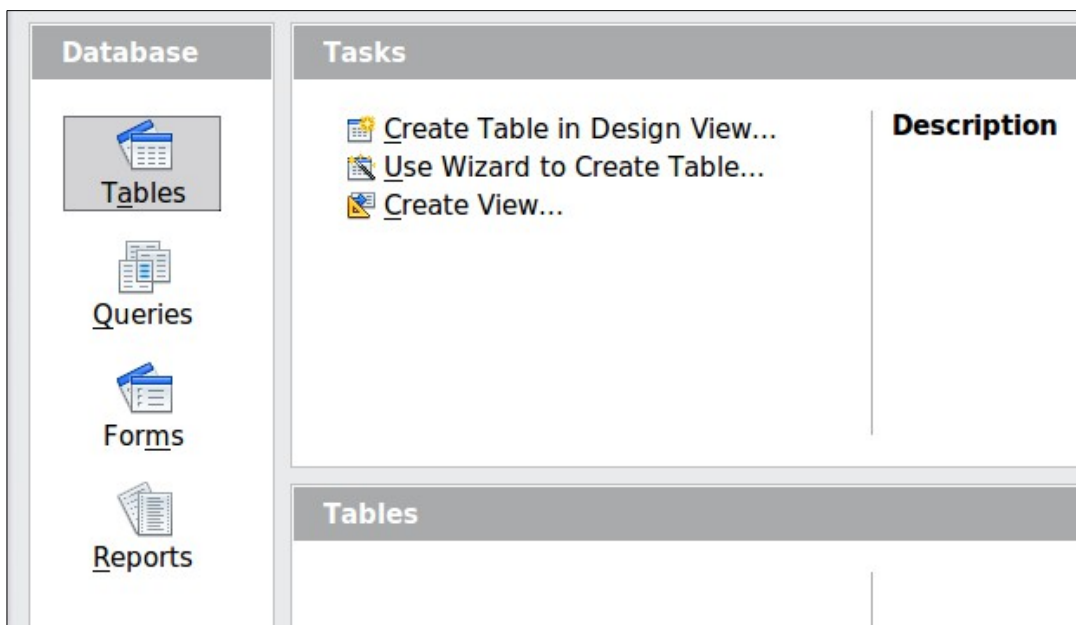 Database
Tables
Queries
Forms
Reports
Tasks
Create Table in Design View...
Use Wizard to Create Table...
Create View...
Description
Tables